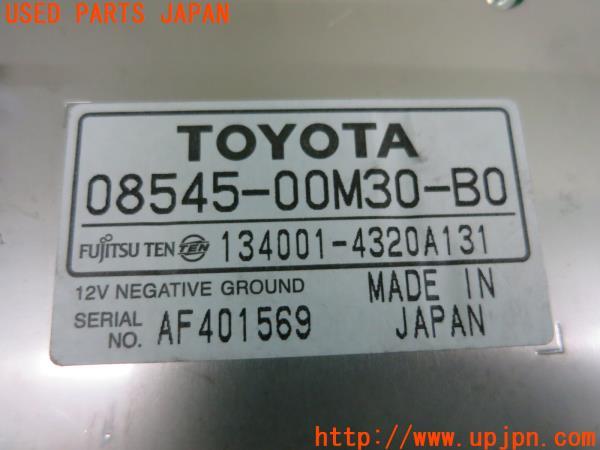 USED PARTS JAPAN
TOYOTA
08545-00M30-B0
FUJITSU TEN TEN 134001-4320A131
12V NEGATIVE GROUND MADE IN
SERIAL NO. AF401569 JAPAN
http://www.upjpn.com